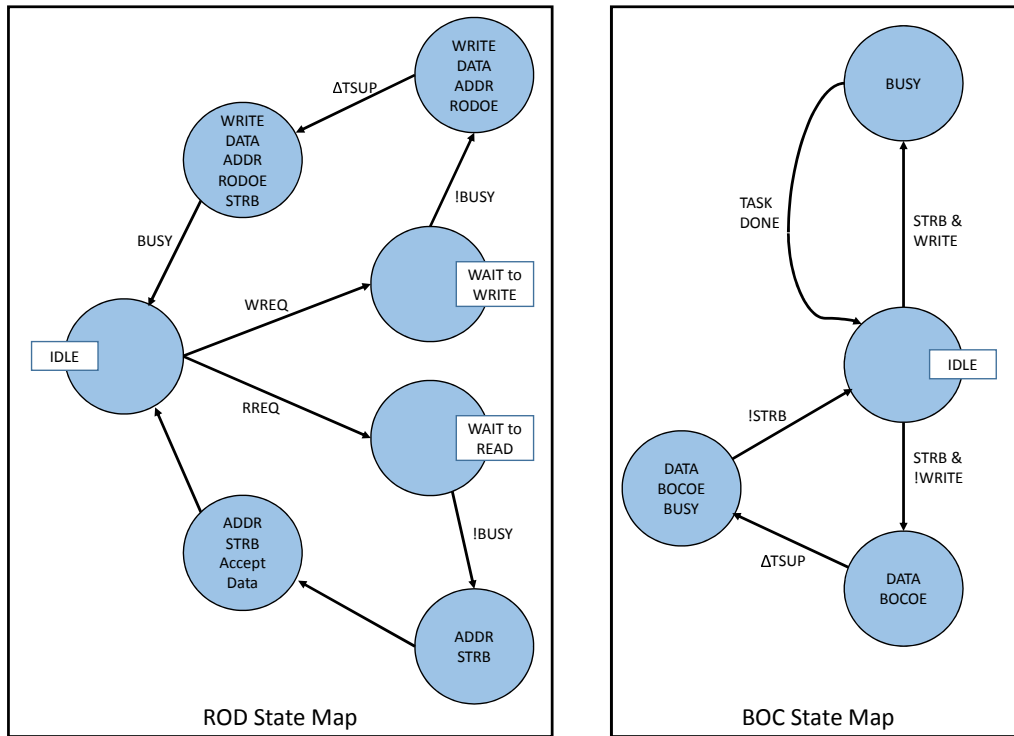 WRITE
DATA
ADDR
RODOE
ΔTSUP
WRITE
DATA
ADDR
RODOE
STRB
!BUSY
BUSY
WAIT to
WRITE
WREQ
IDLE
RREQ
WAIT to
READ
!BUSY
ADDR
STRB
Accept
Data
ADDR
STRB
ROD State Map
BUSY
TASK
DONE
STRB &
WRITE
IDLE
!STRB
STRB &
!WRITE
DATA
BOCOE
BUSY
ΔTSUP
DATA
BOCOE
BOC State Map